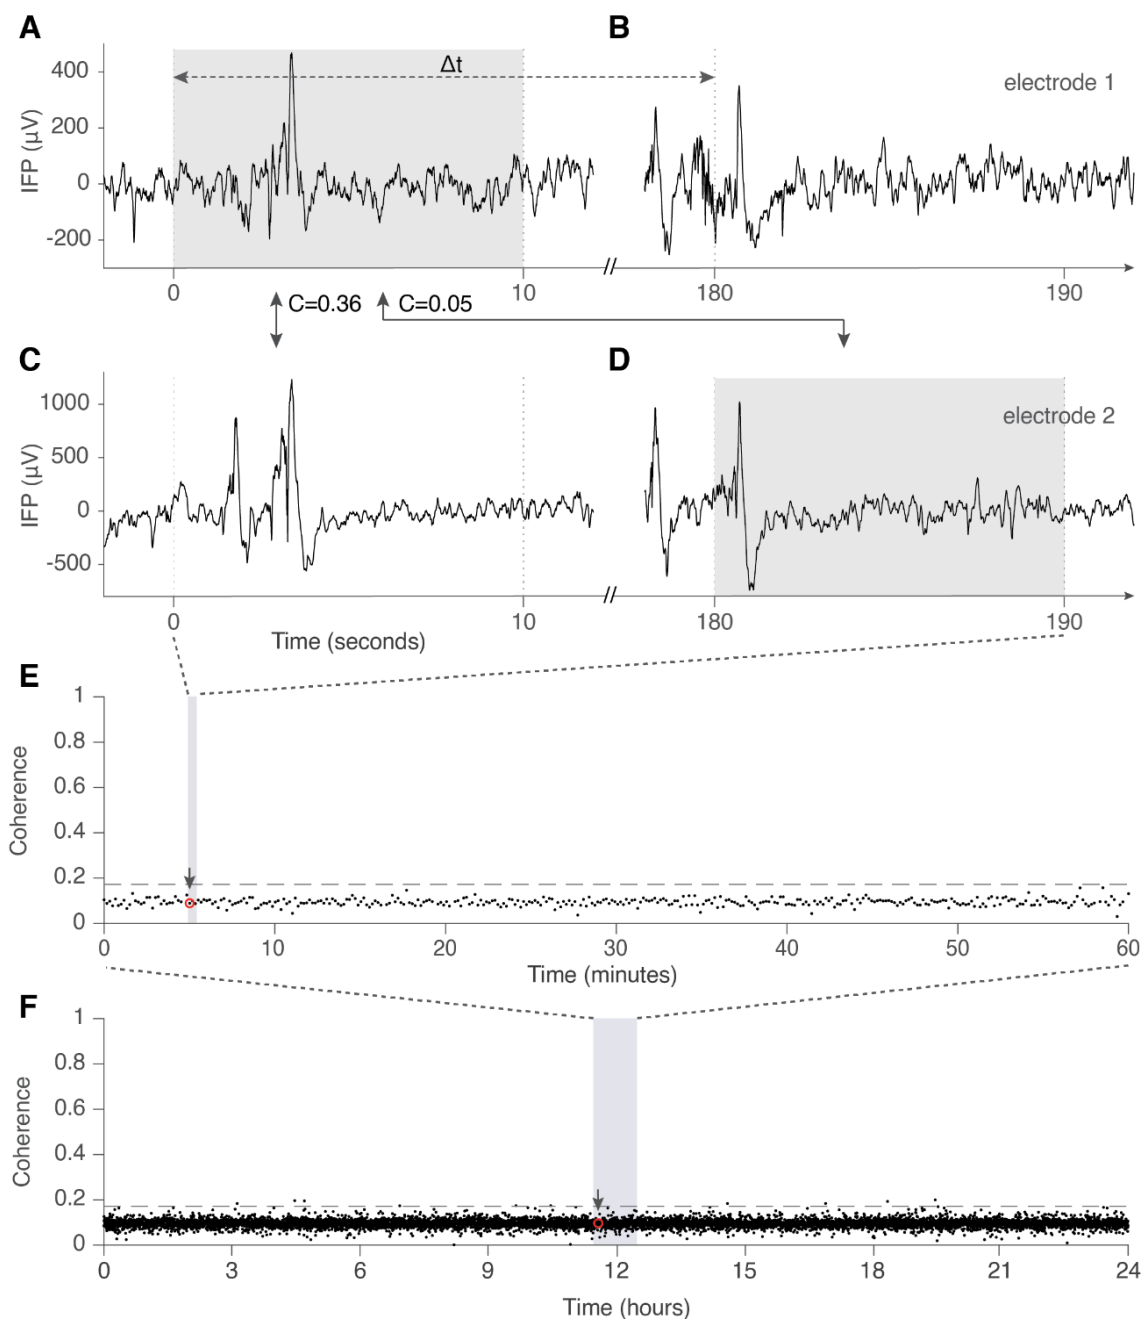 A
B
Δt
electrode 1
400
200
0
-200
IFP (µV)
0
10
180
190
C=0.36
C=0.05
C
D
electrode 2
1000
500
0
-500
IFP (µV)
0
10
180
190
Time (seconds)
E
1
0.8
0.6
0.4
0.2
0
Coherence
0
10
20
30
40
50
60
Time (minutes)
F
1
0.8
0.6
0.4
0.2
0
Coherence
0
3
6
9
12
15
18
21
24
Time (hours)